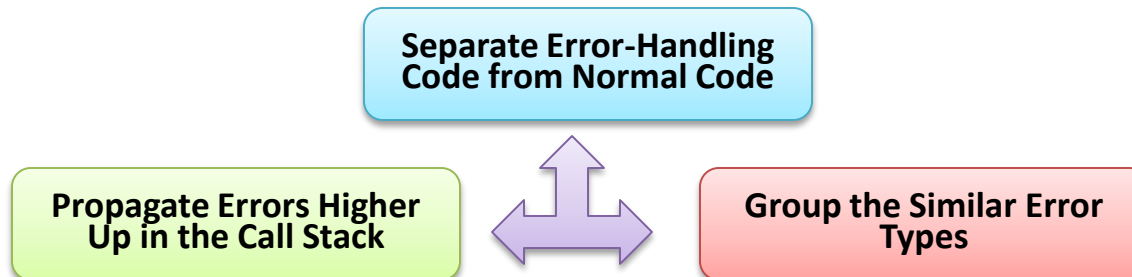 Separate Error-Handling
Code from Normal Code
Propagate Errors Higher
Up in the Call Stack
Group the Similar Error
Types